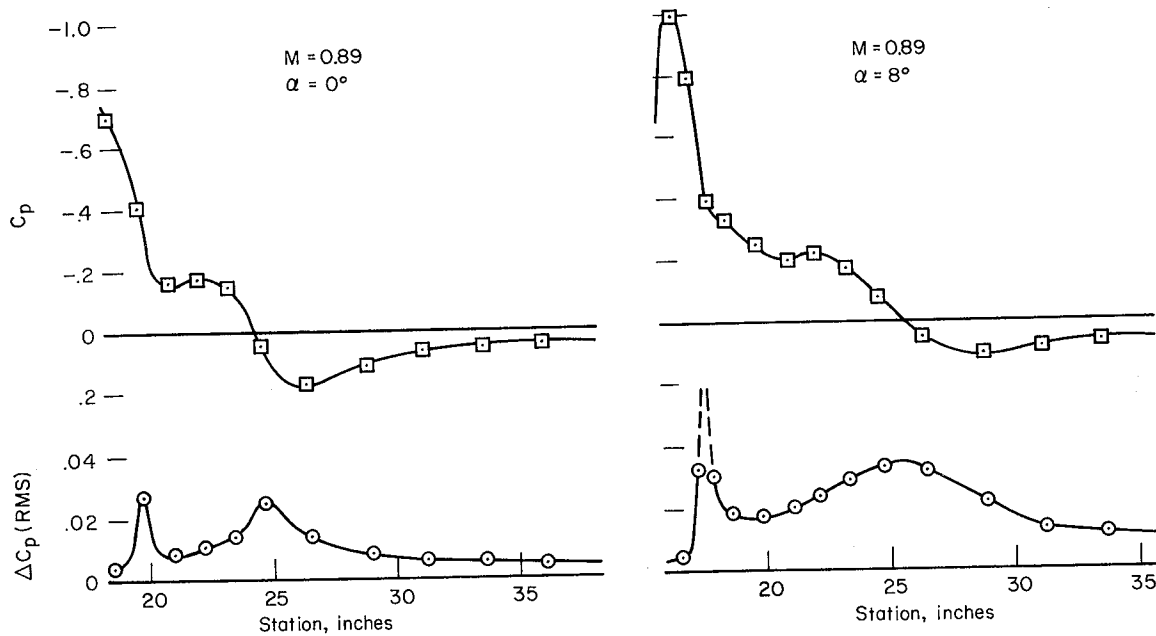 -1.0
-.8
-.6
-.4
-.2
0
.2
Cp
M = 0.89
α = 0°
.04
.02
0
ΔCp (RMS)
20 25 30 35
Station, inches
M = 0.89
α = 8°
20 25 30 35
Station, inches